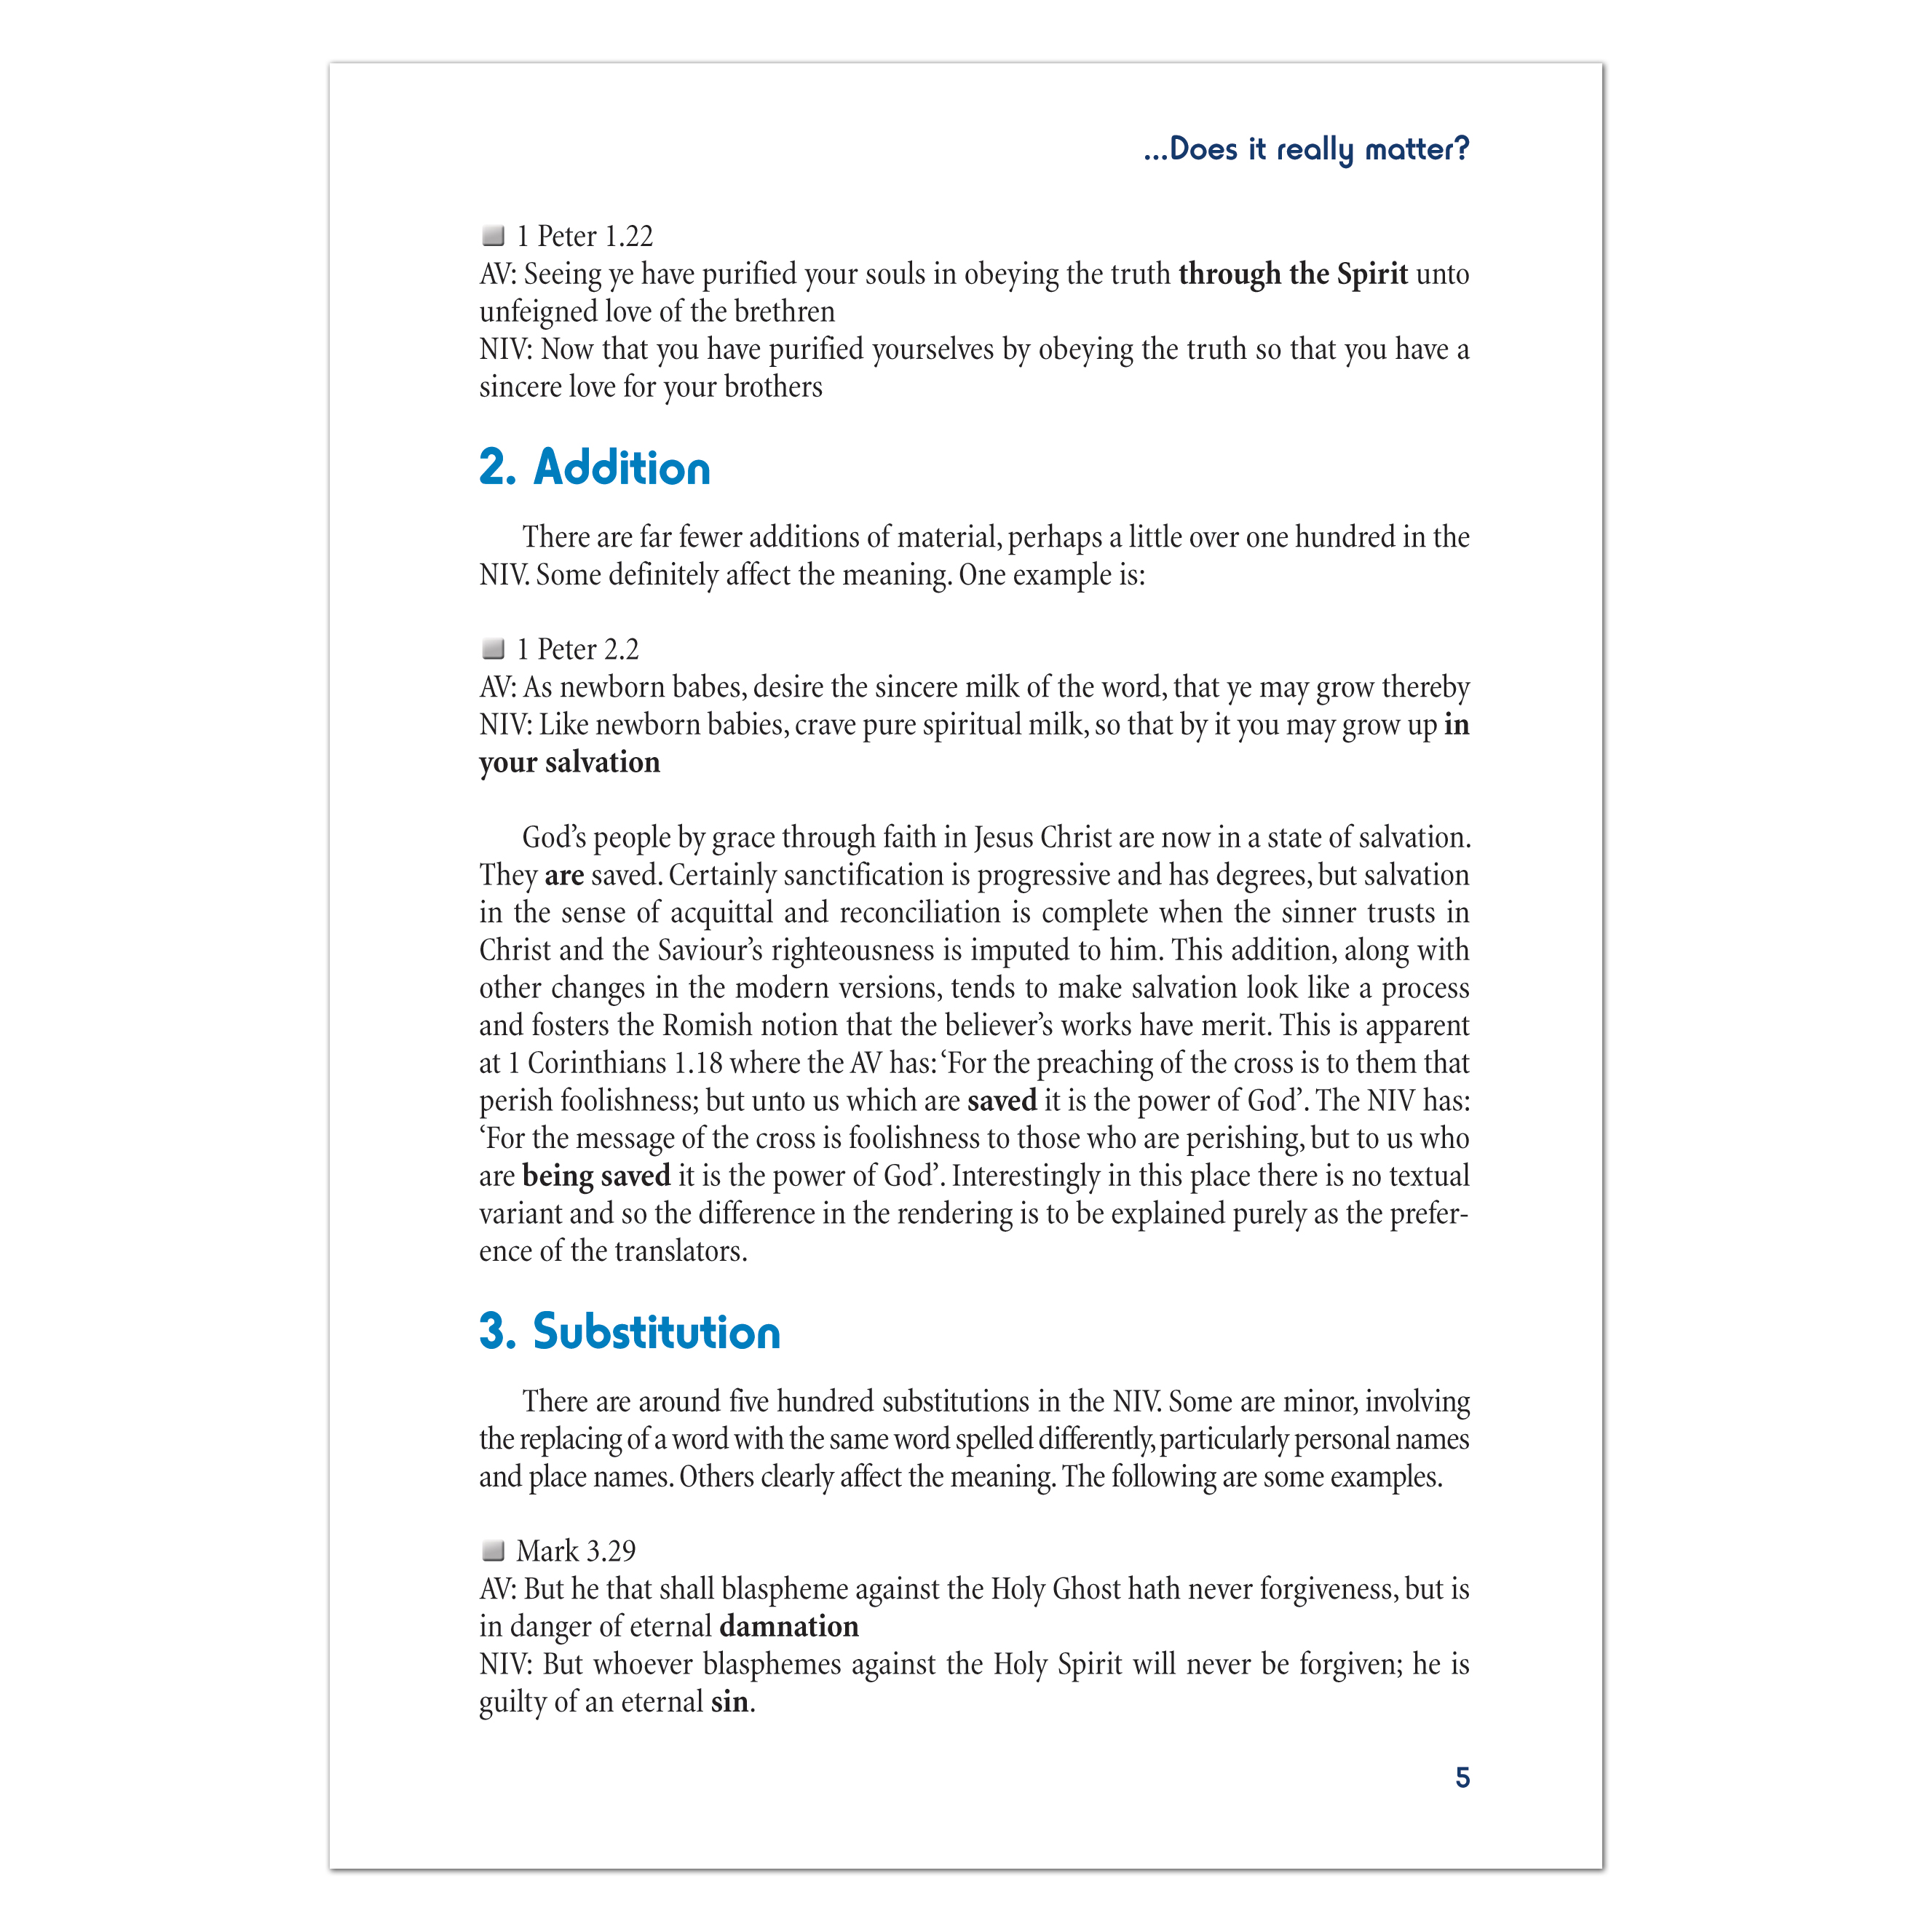 ...Does it really matter?
1 Peter 1.22
AV: Seeing ye have purified your souls in obeying the truth through the Spirit unto
unfeigned love of the brethren
NIV: Now that you have purified yourselves by obeying the truth so that you have a
sincere love for your brothers
2. Addition
There are far fewer additions of material, perhaps a little over one hundred in the
NIV. Some definitely affect the meaning. One example is:
1 Peter 2.2
AV: As newborn babes, desire the sincere milk of the word, that ye may grow thereby
NIV: Like newborn babies, crave pure spiritual milk, so that by it you may grow up in
your salvation
God’s people by grace through faith in Jesus Christ are now in a state of salvation.
They are saved. Certainly sanctification is progressive and has degrees, but salvation
in the sense of acquittal and reconciliation is complete when the sinner trusts in
Christ and the Saviour’s righteousness is imputed to him. This addition, along with
other changes in the modern versions, tends to make salvation look like a process
and fosters the Romish notion that the believer’s works have merit. This is apparent
at 1 Corinthians 1.18 where the AV has: ‘For the preaching of the cross is to them that
perish foolishness; but unto us which are saved it is the power of God’. The NIV has:
‘For the message of the cross is foolishness to those who are perishing, but to us who
are being saved it is the power of God’. Interestingly in this place there is no textual
variant and so the difference in the rendering is to be explained purely as the prefer-
ence of the translators.
3. Substitution
There are around five hundred substitutions in the NIV. Some are minor, involving
the replacing of a word with the same word spelled differently, particularly personal names
and place names. Others clearly affect the meaning. The following are some examples.
Mark 3.29
AV: But he that shall blaspheme against the Holy Ghost hath never forgiveness, but is
in danger of eternal damnation
NIV: But whoever blasphemes against the Holy Spirit will never be forgiven; he is
guilty of an eternal sin.
5